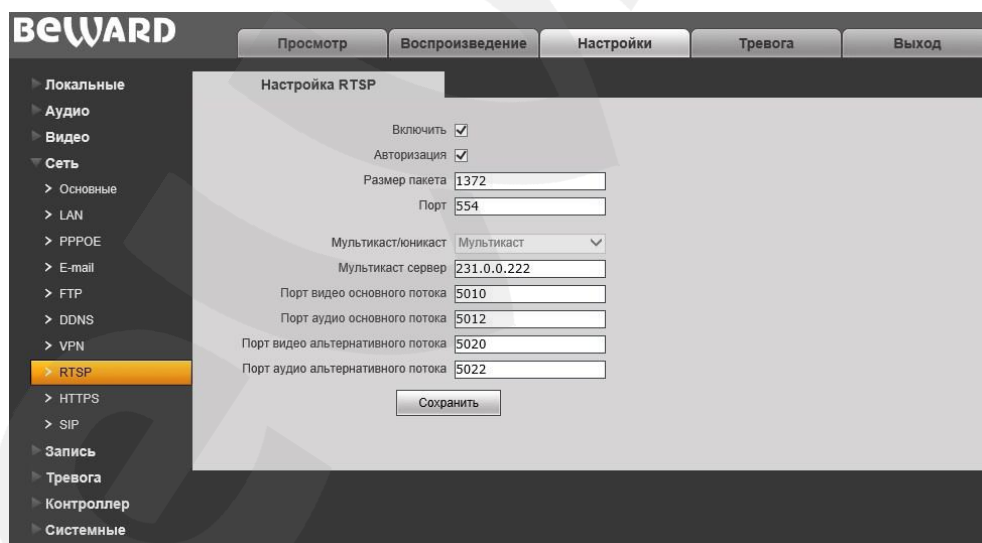 BEWARD
Просмотр Воспроизведение Настройки Тревога Выход
Локальные
Аудио
Видео
Сеть
Основные
LAN
PPPOE
E-mail
FTP
DDNS
VPN
RTSP
HTTPS
SIP
Запись
Тревога
Контроллер
Системные
Настройка RTSP
Включить
Авторизация
Размер пакета 1372
Порт 554
Мультикаст/юникаст Мультикаст
Мультикаст сервер 231.0.0.222
Порт видео основного потока 5010
Порт аудио основного потока 5012
Порт видео альтернативного потока 5020
Порт аудио альтернативного потока 5022
Сохранить